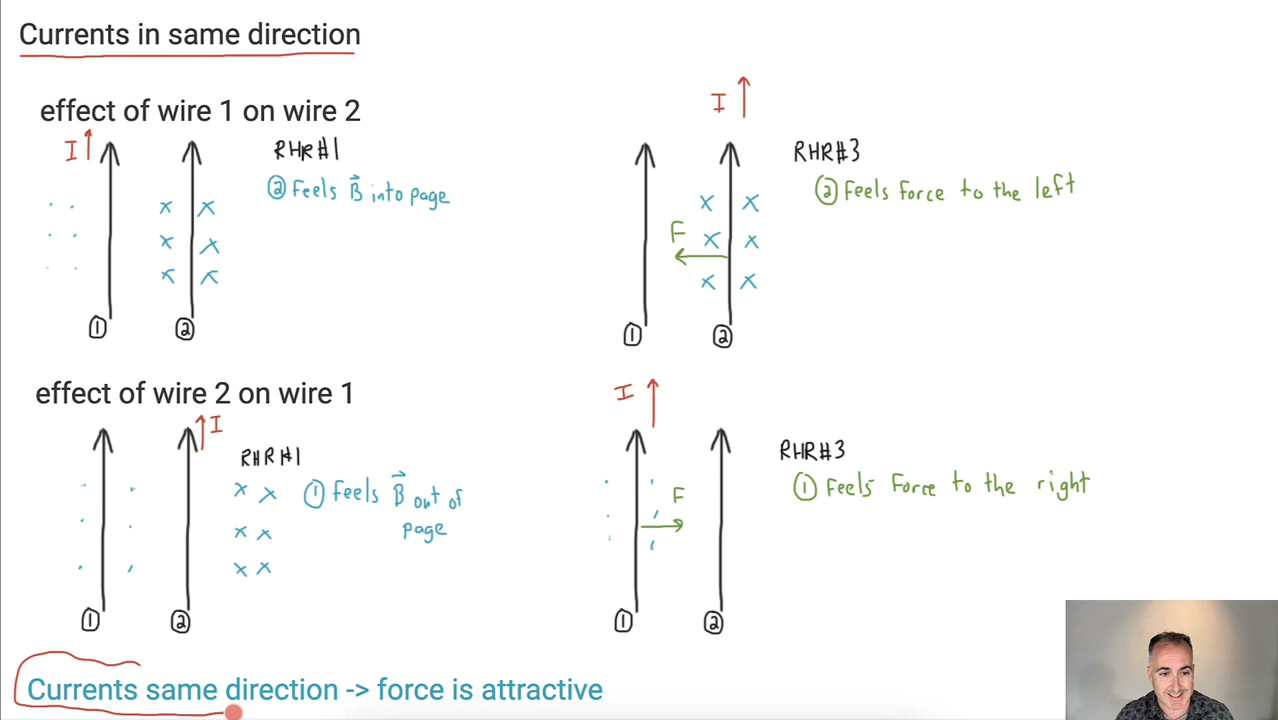 Currents in same direction
effect of wire 1 on wire 2
I
RHR#1
② Feels B⃗ into page
① ②
I
RHR#3
② Feels Force to the left
F
① ②
effect of wire 2 on wire 1
I
RHR#1
① Feels B⃗ out of
page
① ②
I
RHR#3
① Feels Force to the right
F
① ②
Currents same direction -> force is attractive